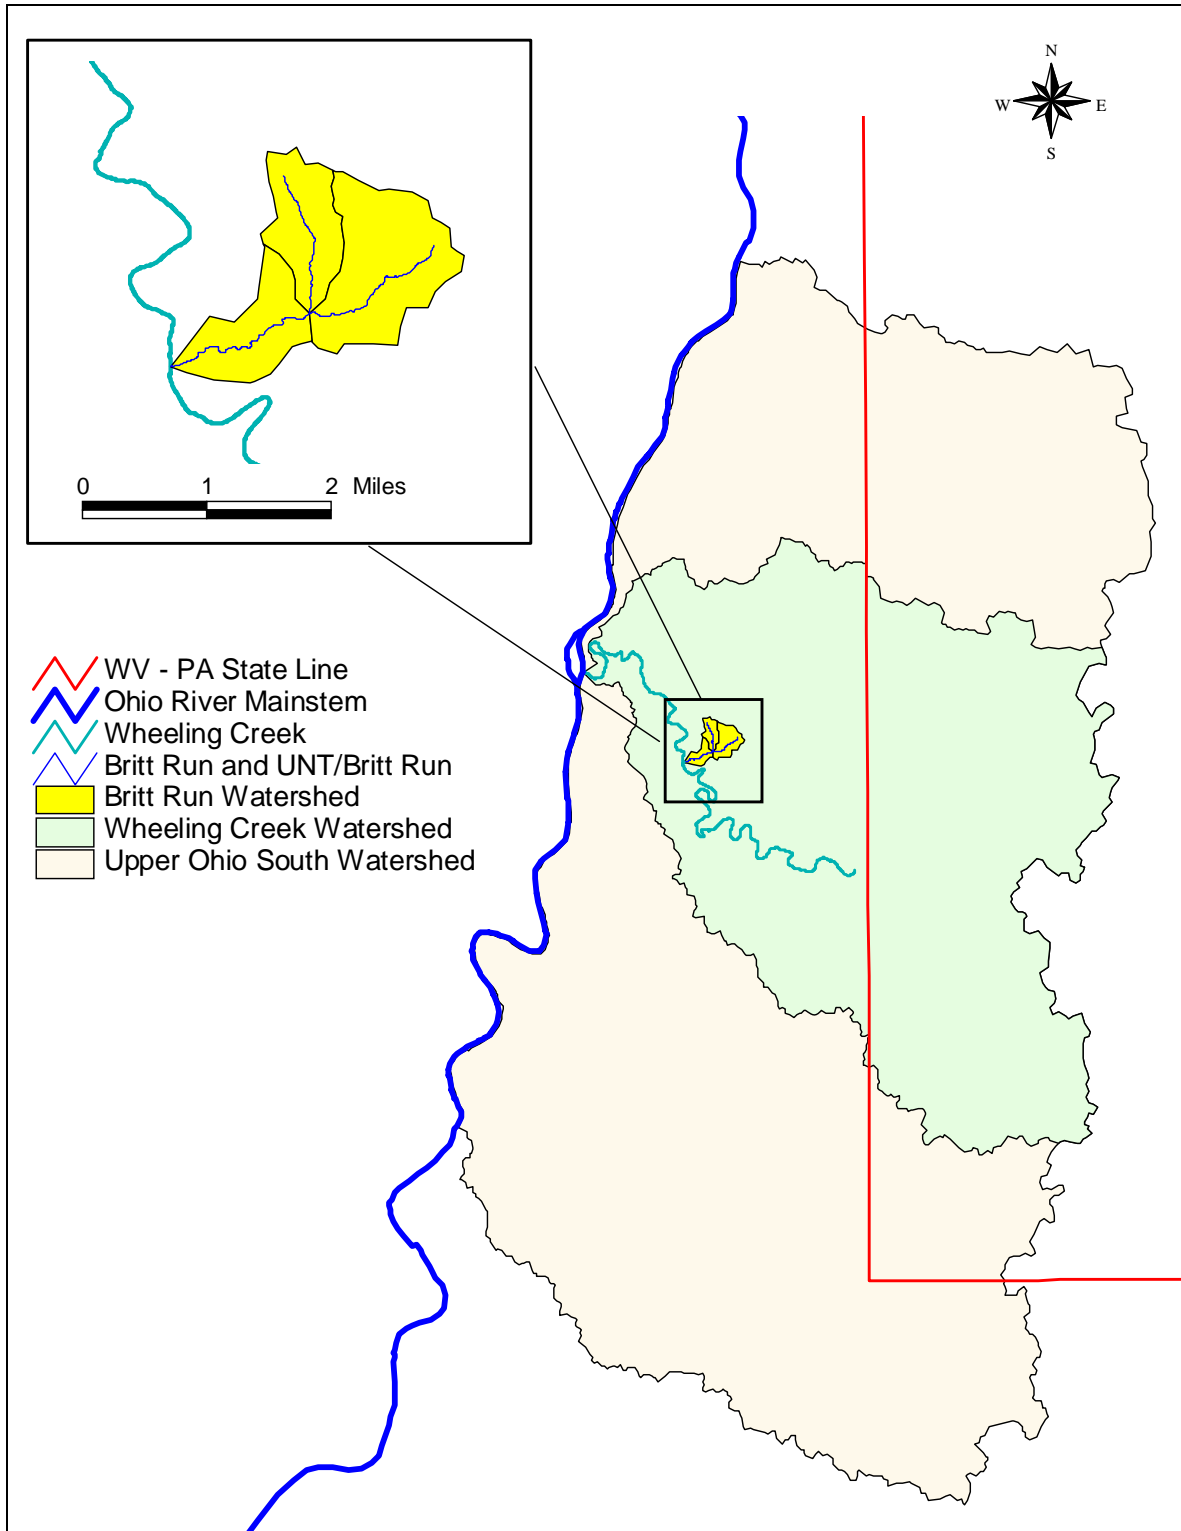 N
W E
S
0 1 2 Miles
WV - PA State Line
Ohio River Mainstem
Wheeling Creek
Britt Run and UNT/Britt Run
Britt Run Watershed
Wheeling Creek Watershed
Upper Ohio South Watershed